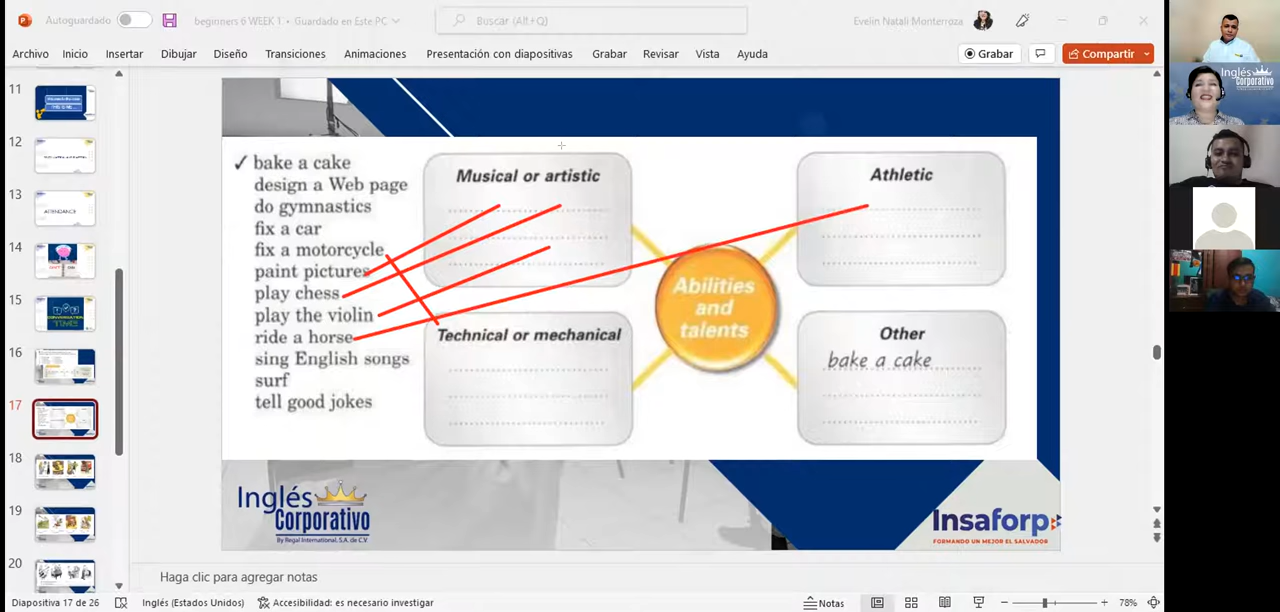 Autoguardado
beginners 6 WEEK 1 • Guardado en Este PC
Buscar (Alt+Q)
Evelin Natali Monterroza
Archivo Inicio Insertar Dibujar Diseño Transiciones Animaciones Presentación con diapositivas Grabar Revisar Vista Ayuda
Grabar
Compartir
11
12
13
ATTENDANCE
14
15
16
17
18
19
20
✓ bake a cake
design a Web page
do gymnastics
fix a car
fix a motorcycle
paint pictures
play chess
play the violin
ride a horse
sing English songs
surf
tell good jokes
Musical or artistic
Athletic
Abilities
and
talents
Technical or mechanical
Other
bake a cake
Inglés
Corporativo
By Regal International, S.A. de C.V.
Insaforp
FORMANDO UN MEJOR EL SALVADOR
Inglés
Corporativo
Haga clic para agregar notas
Diapositiva 17 de 26
Inglés (Estados Unidos)
Accesibilidad: es necesario investigar
Notas
78%